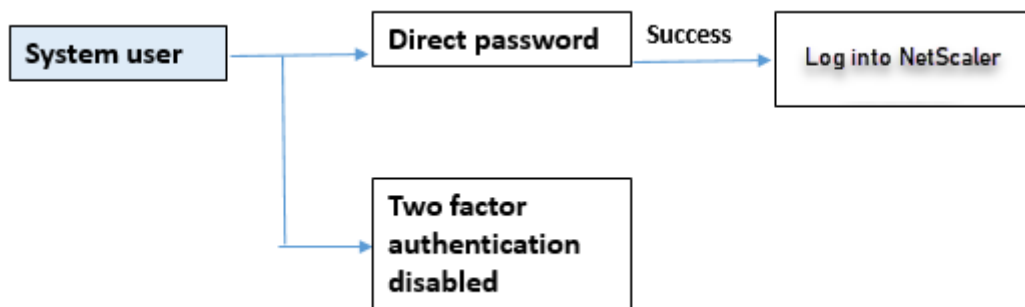 System user
Direct password
Success
Log into NetScaler
Two factor
authentication
disabled